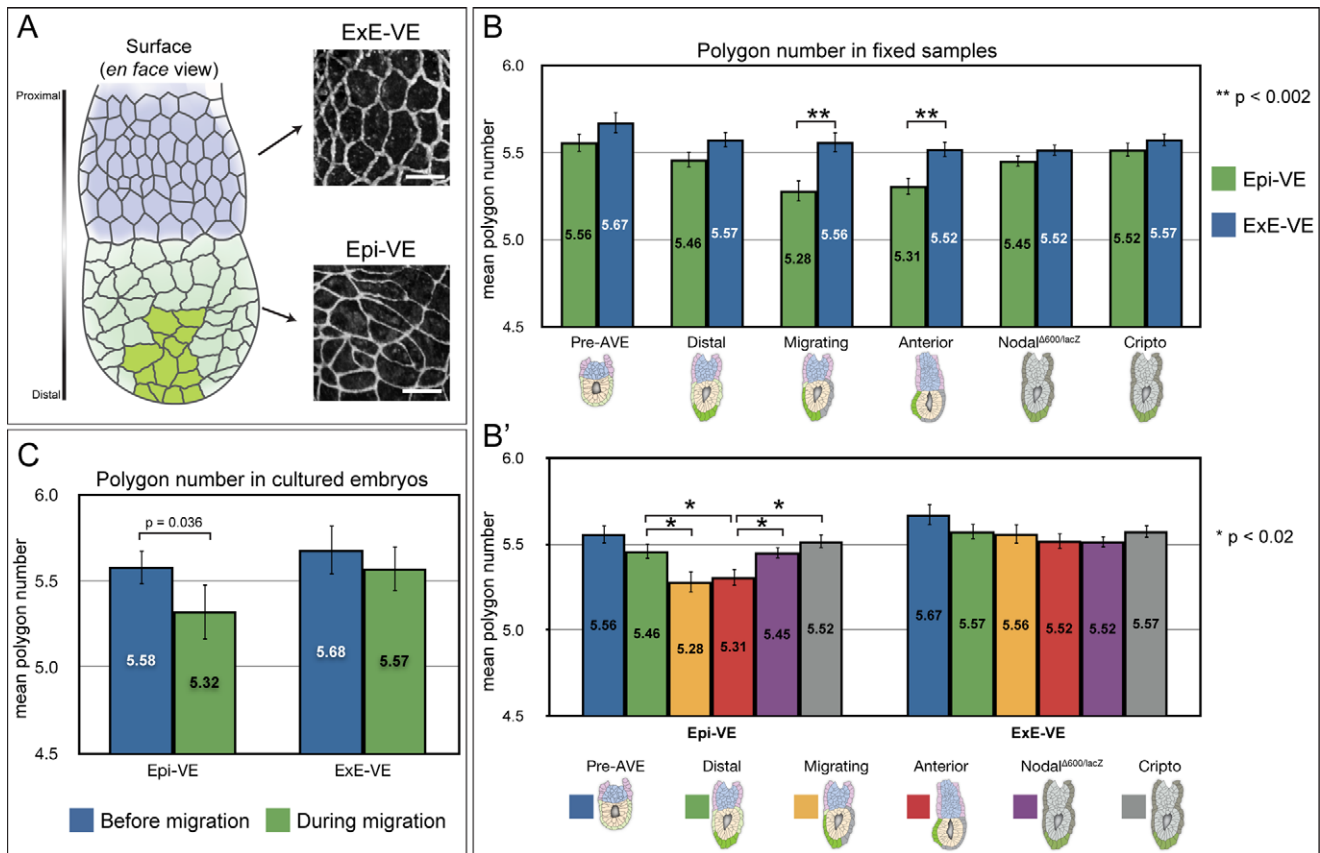 A
Surface
(en face view)
Proximal
Distal
ExE-VE
Epi-VE
B
Polygon number in fixed samples
mean polygon number
6.0
5.5
5.0
4.5
** **
5.56 5.67 5.46 5.57 5.28 5.56 5.31 5.52 5.45 5.52 5.52 5.57
Pre-AVE Distal Migrating Anterior NodalΔ600/lacZ Cripto
** p < 0.002
Epi-VE
ExE-VE
B’
mean polygon number
6.0
5.5
5.0
4.5
* *
* *
5.56 5.46 5.28 5.31 5.45 5.52 5.67 5.57 5.56 5.52 5.52 5.57
Epi-VE ExE-VE
* p < 0.02
Pre-AVE Distal Migrating Anterior NodalΔ600/lacZ Cripto
C
Polygon number in cultured embryos
mean polygon number
6.0
5.5
5.0
4.5
p = 0.036
5.58 5.32 5.68 5.57
Epi-VE ExE-VE
Before migration During migration